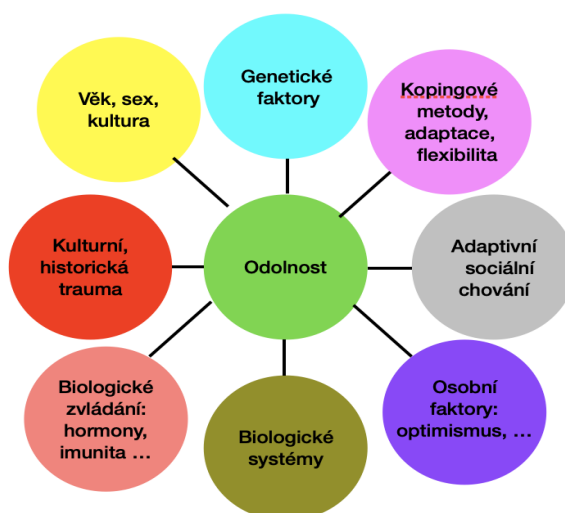 Genetické
faktory
Věk, sex,
kultura
Kopingové
metody,
adaptace,
flexibilita
Kulturní,
historická
trauma
Odolnost
Adaptivní
sociální
chování
Biologické
zvládání:
hormony,
imunita ...
Biologické
systémy
Osobní
faktory:
optimismus, ...